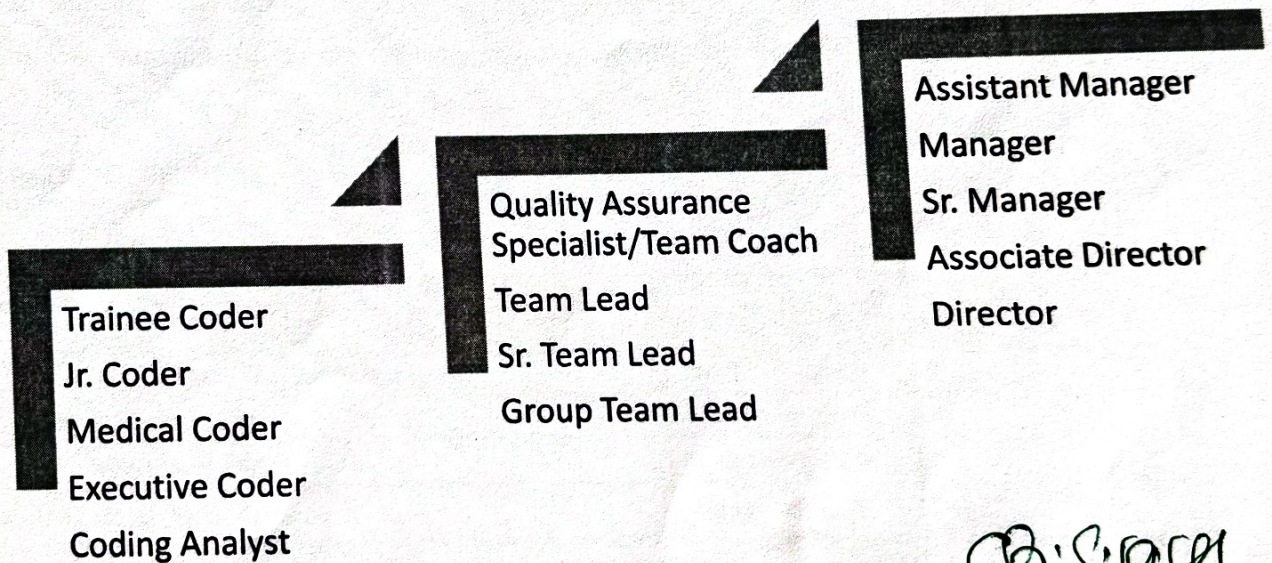 Trainee Coder
Jr. Coder
Medical Coder
Executive Coder
Coding Analyst
Quality Assurance
Specialist/Team Coach
Team Lead
Sr. Team Lead
Group Team Lead
Assistant Manager
Manager
Sr. Manager
Associate Director
Director